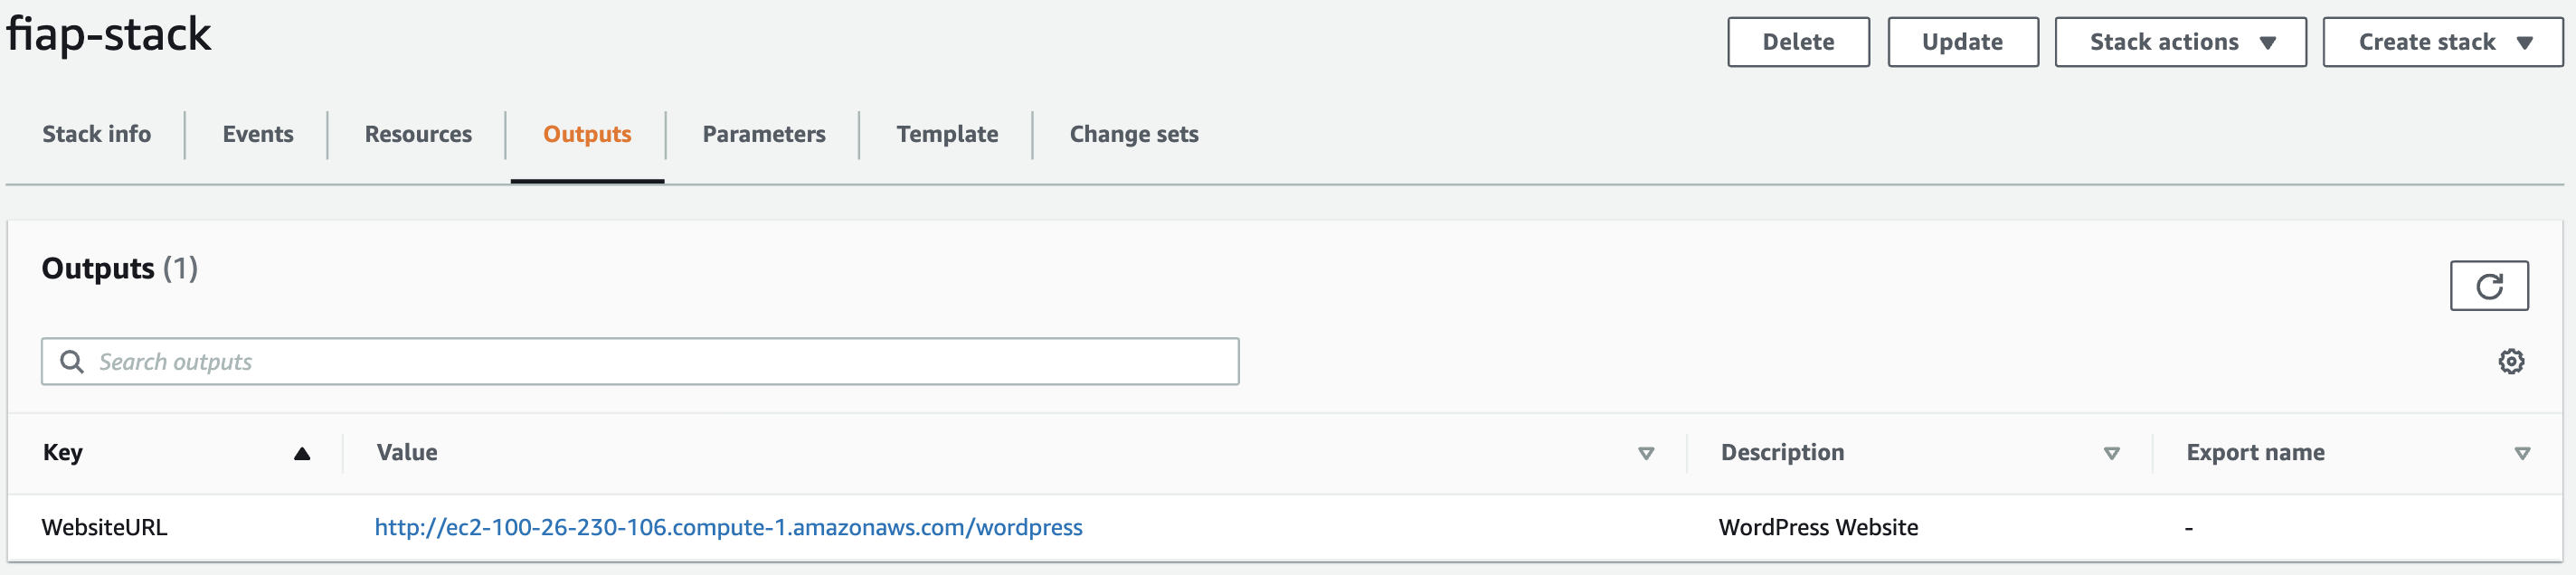 fiap-stack
Delete
Update
Stack actions
Create stack
Stack info
Events
Resources
Outputs
Parameters
Template
Change sets
Outputs (1)
Search outputs
Key
Value
Description
Export name
WebsiteURL
http://ec2-100-26-230-106.compute-1.amazonaws.com/wordpress
WordPress Website
-